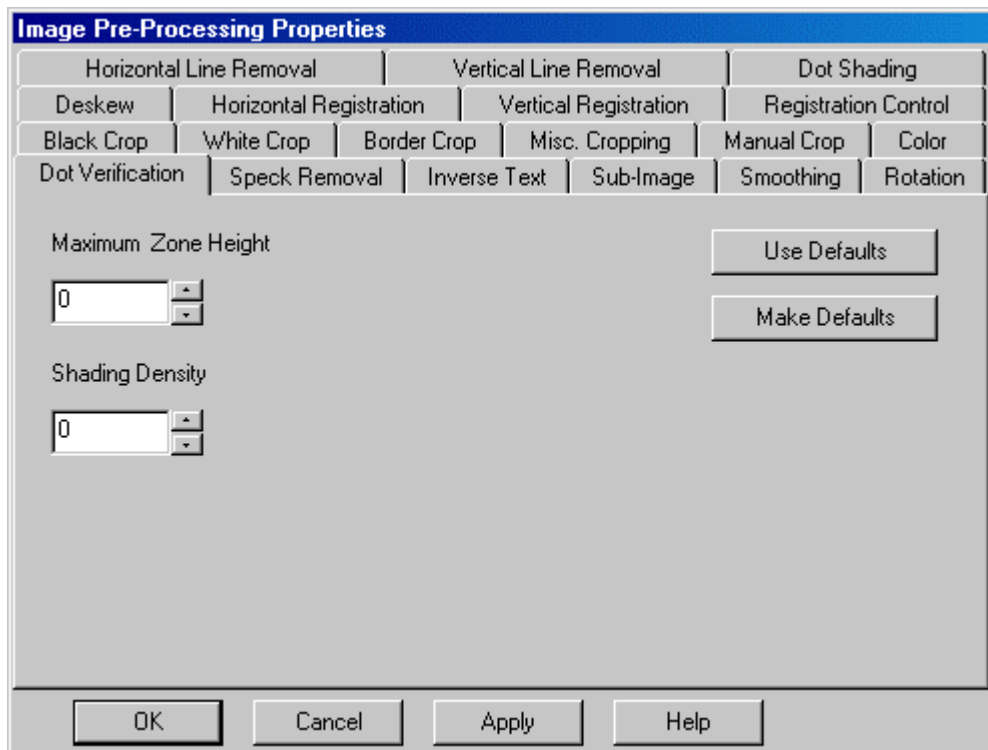 Image Pre-Processing Properties
Horizontal Line Removal Vertical Line Removal Dot Shading
Deskew Horizontal Registration Vertical Registration Registration Control
Black Crop White Crop Border Crop Misc. Cropping Manual Crop Color
Dot Verification Speck Removal Inverse Text Sub-Image Smoothing Rotation
Maximum Zone Height Use Defaults
0
Make Defaults
Shading Density
0
OK Cancel Apply Help